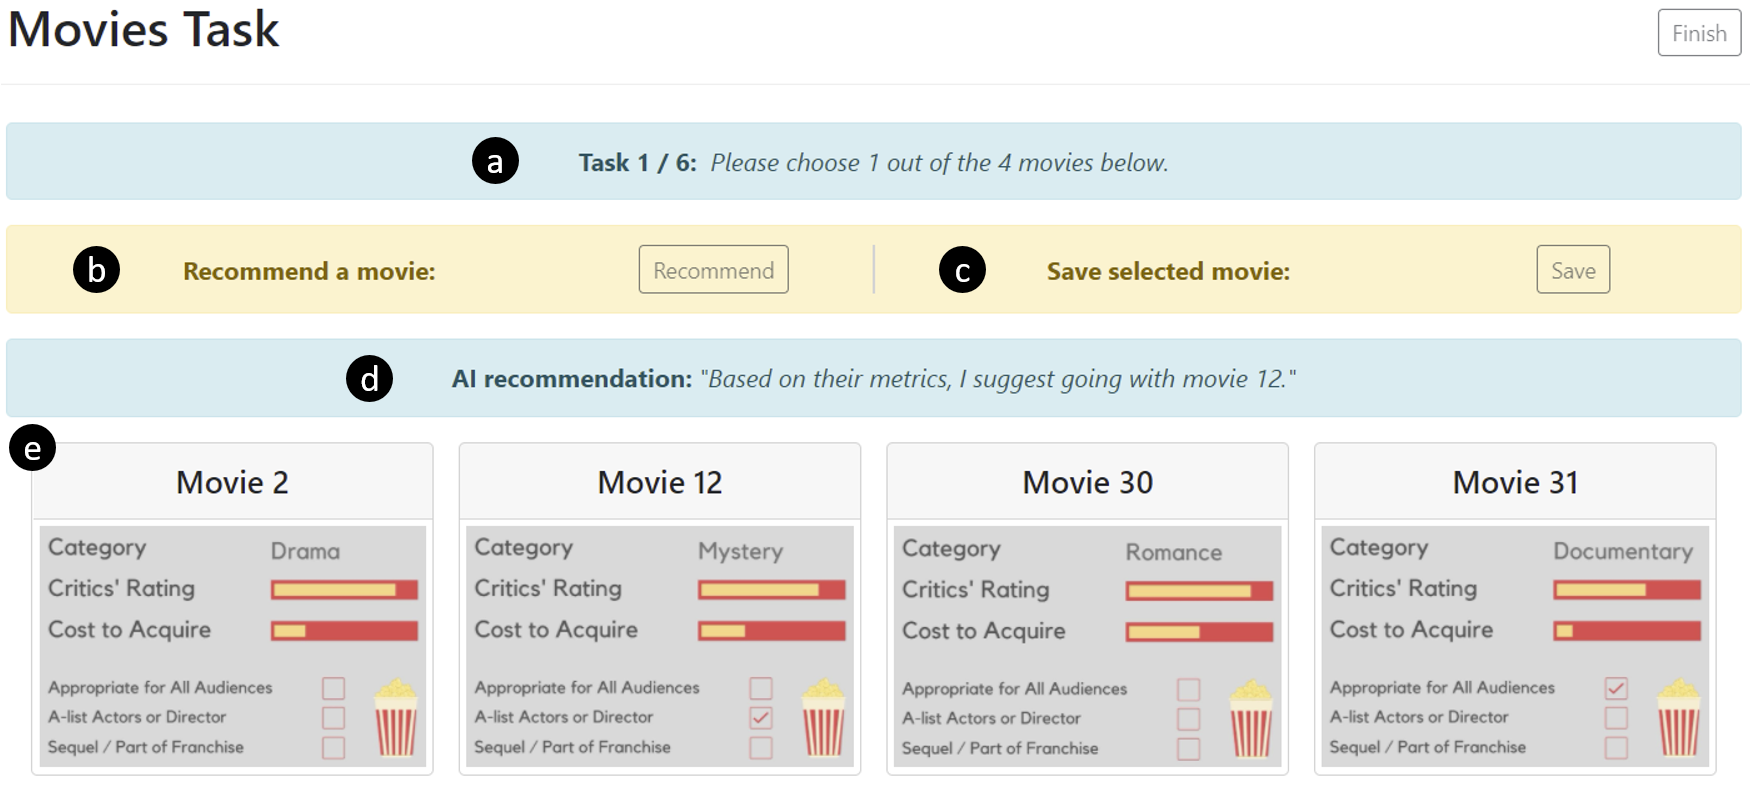 Movies Task
Finish
a Task 1 / 6: Please choose 1 out of the 4 movies below.
b Recommend a movie: Recommend c Save selected movie: Save
d AI recommendation: "Based on their metrics, I suggest going with movie 12."
e
Movie 2
Category Drama
Critics' Rating
Cost to Acquire
Appropriate for All Audiences
A-list Actors or Director
Sequel / Part of Franchise
Movie 12
Category Mystery
Critics' Rating
Cost to Acquire
Appropriate for All Audiences
A-list Actors or Director
Sequel / Part of Franchise
Movie 30
Category Romance
Critics' Rating
Cost to Acquire
Appropriate for All Audiences
A-list Actors or Director
Sequel / Part of Franchise
Movie 31
Category Documentary
Critics' Rating
Cost to Acquire
Appropriate for All Audiences
A-list Actors or Director
Sequel / Part of Franchise